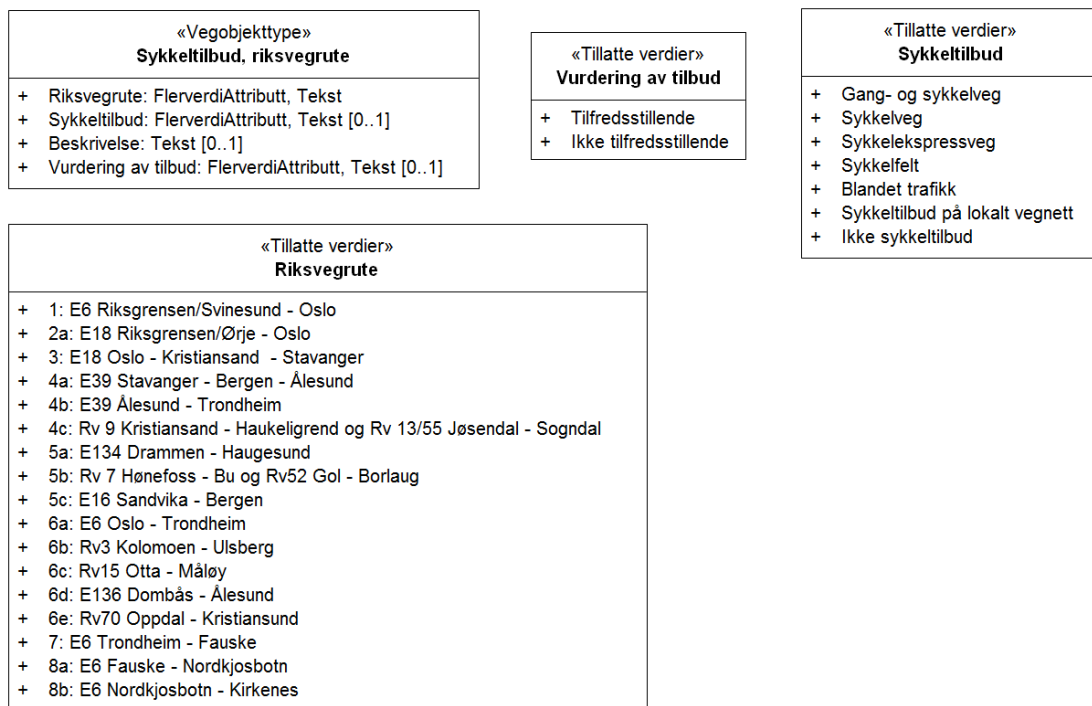 «Vegobjekttype»
Sykkeltilbud, riksvegrute
+ Riksvegrute: FlerverdiAttributt, Tekst
+ Sykkeltilbud: FlerverdiAttributt, Tekst [0..1]
+ Beskrivelse: Tekst [0..1]
+ Vurdering av tilbud: FlerverdiAttributt, Tekst [0..1]
«Tillatte verdier»
Vurdering av tilbud
+ Tilfredsstillende
+ Ikke tilfredsstillende
«Tillatte verdier»
Sykkeltilbud
+ Gang- og sykkelveg
+ Sykkelveg
+ Sykkelekspressveg
+ Sykkelfelt
+ Blandet trafikk
+ Sykkeltilbud på lokalt vegnett
+ Ikke sykkeltilbud
«Tillatte verdier»
Riksvegrute
+ 1: E6 Riksgrensen/Svinesund - Oslo
+ 2a: E18 Riksgrensen/Ørje - Oslo
+ 3: E18 Oslo - Kristiansand  - Stavanger
+ 4a: E39 Stavanger - Bergen - Ålesund
+ 4b: E39 Ålesund - Trondheim
+ 4c: Rv 9 Kristiansand - Haukeligrend og Rv 13/55 Jøsendal - Sogndal
+ 5a: E134 Drammen - Haugesund
+ 5b: Rv 7 Hønefoss - Bu og Rv52 Gol - Borlaug
+ 5c: E16 Sandvika - Bergen
+ 6a: E6 Oslo - Trondheim
+ 6b: Rv3 Kolomoen - Ulsberg
+ 6c: Rv15 Otta - Måløy
+ 6d: E136 Dombås - Ålesund
+ 6e: Rv70 Oppdal - Kristiansund
+ 7: E6 Trondheim - Fauske
+ 8a: E6 Fauske - Nordkjosbotn
+ 8b: E6 Nordkjosbotn - Kirkenes